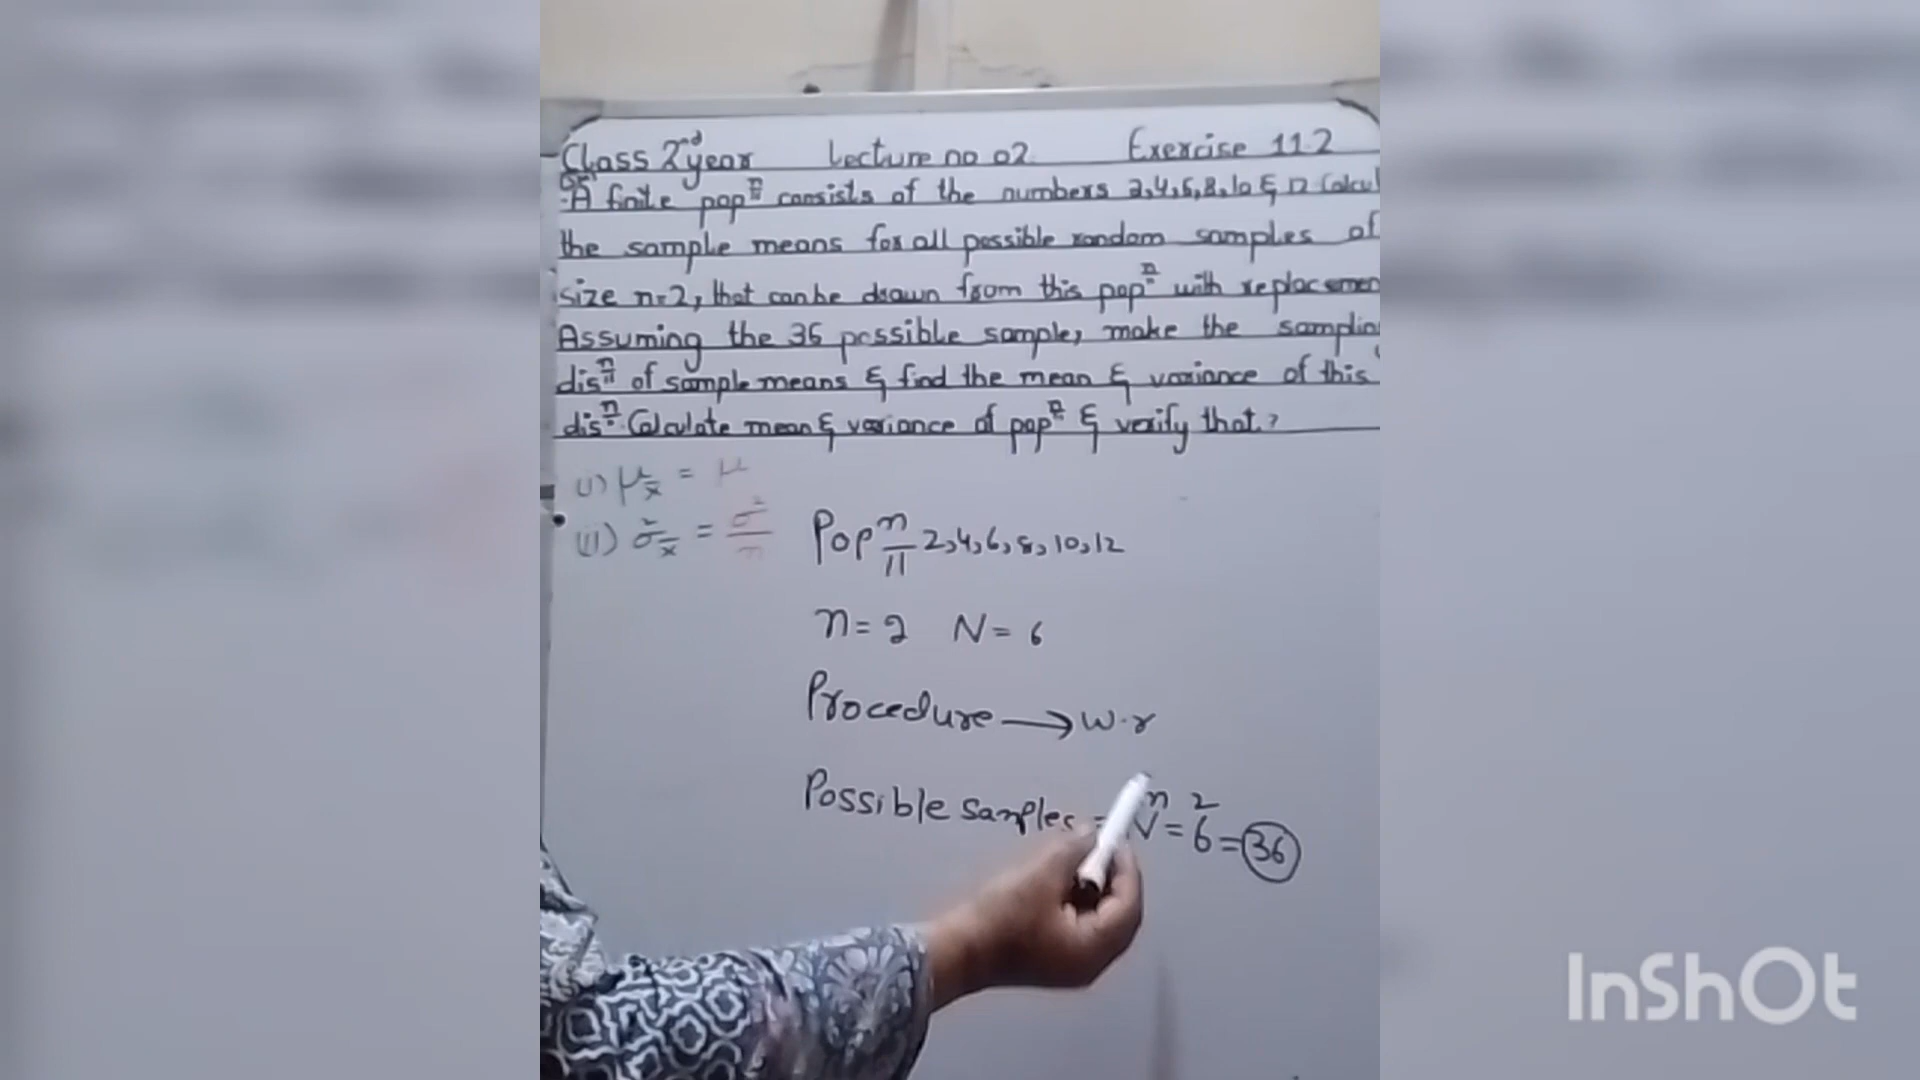 Class 2nd year Lecture no 02 Exercise 11.2
A finite popn consists of the numbers 2,4,6,8,10 & 12 Calcul
the sample means for all possible random samples of
size n=2, that can be drawn from this popn with replacemen
Assuming the 36 possible sample, make the samplin
disn of sample means & find the mean & variance of this
disn Calculate mean & variance of popn & verify that?
(i) μx̄ = μ
(ii) σ²x̄ = σ²/n
Popn 2,4,6,8,10,12
n=2 N=6
Procedure → w.r
Possible samples = N^n = 6^2 = 36
InShOt